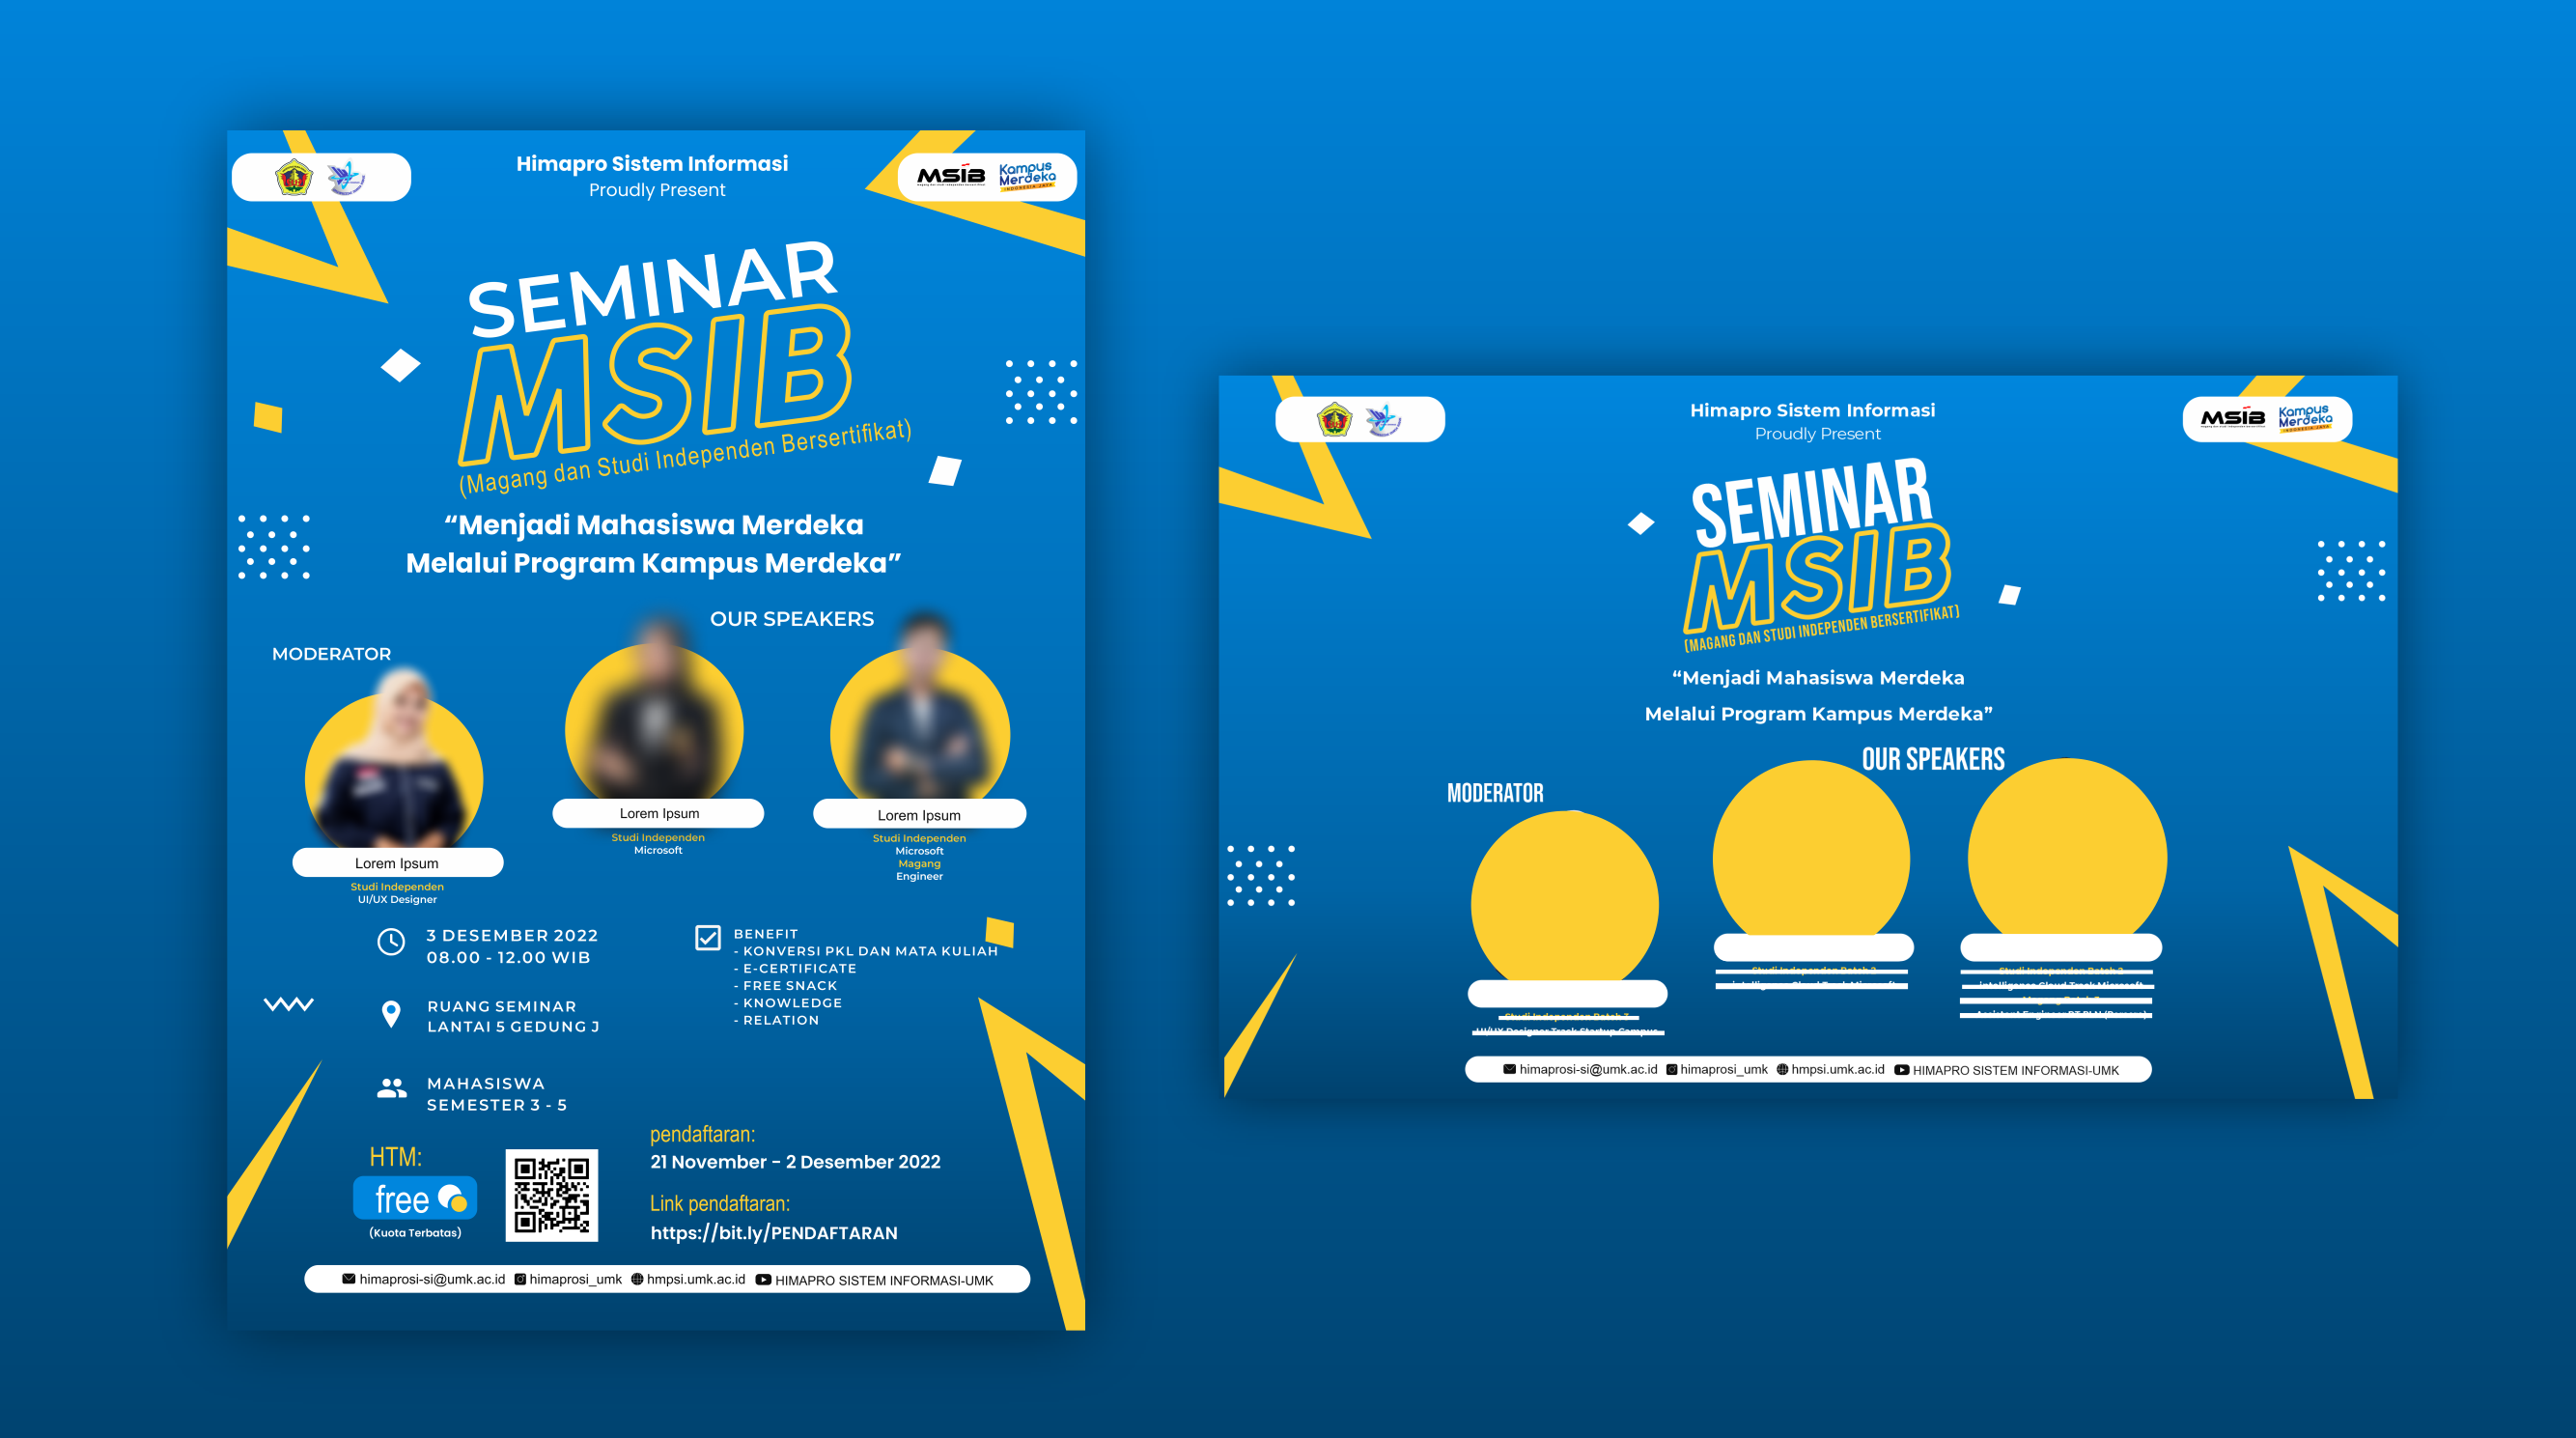 Himapro Sistem Informasi
Proudly Present
MSIB
Kampus
Merdeka
INDONESIA JAYA
SEMINAR
MSIB
(Magang dan Studi Independen Bersertifikat)
“Menjadi Mahasiswa Merdeka
Melalui Program Kampus Merdeka”
OUR SPEAKERS
MODERATOR
Lorem Ipsum
Studi Independen
UI/UX Designer
Lorem Ipsum
Studi Independen
Microsoft
Lorem Ipsum
Studi Independen
Microsoft
Magang
Engineer
3 DESEMBER 2022
08.00 - 12.00 WIB
RUANG SEMINAR
LANTAI 5 GEDUNG J
MAHASISWA
SEMESTER 3 - 5
BENEFIT
- KONVERSI PKL DAN MATA KULIAH
- E-CERTIFICATE
- FREE SNACK
- KNOWLEDGE
- RELATION
HTM:
free
(Kuota Terbatas)
pendaftaran:
21 November - 2 Desember 2022
Link pendaftaran:
https://bit.ly/PENDAFTARAN
himaprosi-si@umk.ac.id himaprosi_umk hmpsi.umk.ac.id HIMAPRO SISTEM INFORMASI-UMK
Himapro Sistem Informasi
Proudly Present
MSIB
Kampus
Merdeka
INDONESIA JAYA
SEMINAR
MSIB
(MAGANG DAN STUDI INDEPENDEN BERSERTIFIKAT)
“Menjadi Mahasiswa Merdeka
Melalui Program Kampus Merdeka”
OUR SPEAKERS
MODERATOR
himaprosi-si@umk.ac.id himaprosi_umk hmpsi.umk.ac.id HIMAPRO SISTEM INFORMASI-UMK